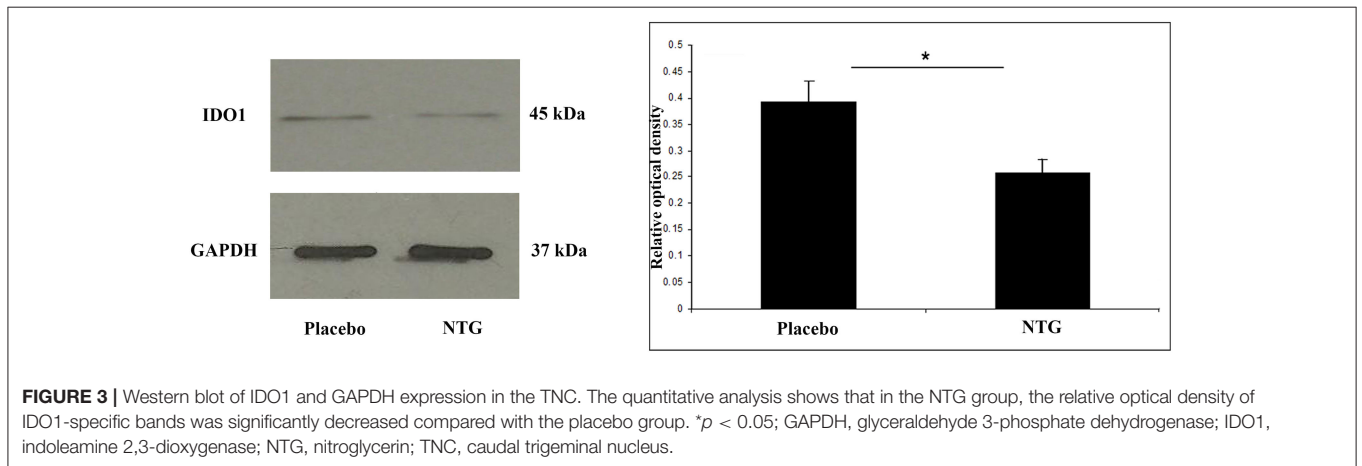 IDO1
45 kDa
GAPDH
37 kDa
Placebo NTG
Relative optical density
0.5
0.45
0.4
0.35
0.3
0.25
0.2
0.15
0.1
0.05
0
*
Placebo NTG
FIGURE 3 | Western blot of IDO1 and GAPDH expression in the TNC. The quantitative analysis shows that in the NTG group, the relative optical density of
IDO1-specific bands was significantly decreased compared with the placebo group. *p < 0.05; GAPDH, glyceraldehyde 3-phosphate dehydrogenase; IDO1,
indoleamine 2,3-dioxygenase; NTG, nitroglycerin; TNC, caudal trigeminal nucleus.